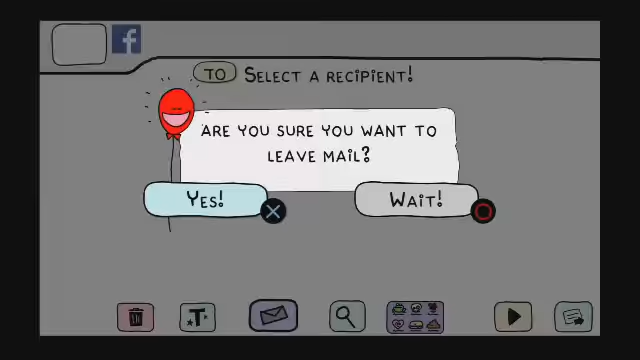 f
TO SELECT A RECIPIENT!
ARE YOU SURE YOU WANT TO
LEAVE MAIL?
YES!
WAIT!
T